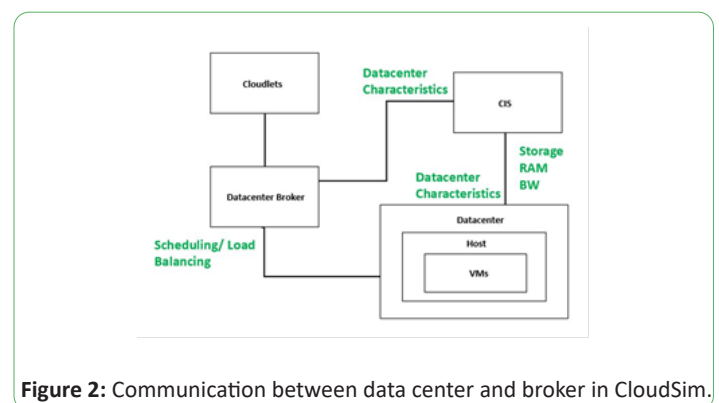 Cloudlets
Datacenter
Characteristics
CIS
Storage
RAM
BW
Datacenter Broker
Datacenter
Characteristics
Datacenter
Host
VMs
Scheduling/ Load
Balancing
Figure 2: Communication between data center and broker in CloudSim.